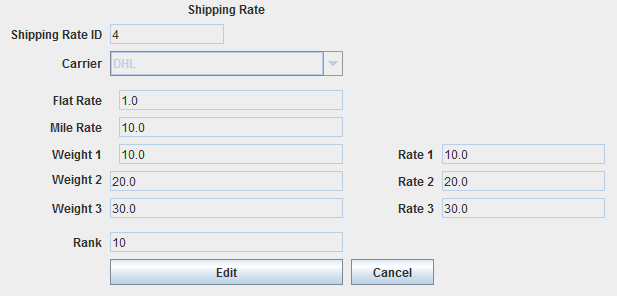 Shipping Rate
Shipping Rate ID 4
Carrier DHL
Flat Rate 1.0
Mile Rate 10.0
Weight 1 10.0 Rate 1 10.0
Weight 2 20.0 Rate 2 20.0
Weight 3 30.0 Rate 3 30.0
Rank 10
Edit Cancel